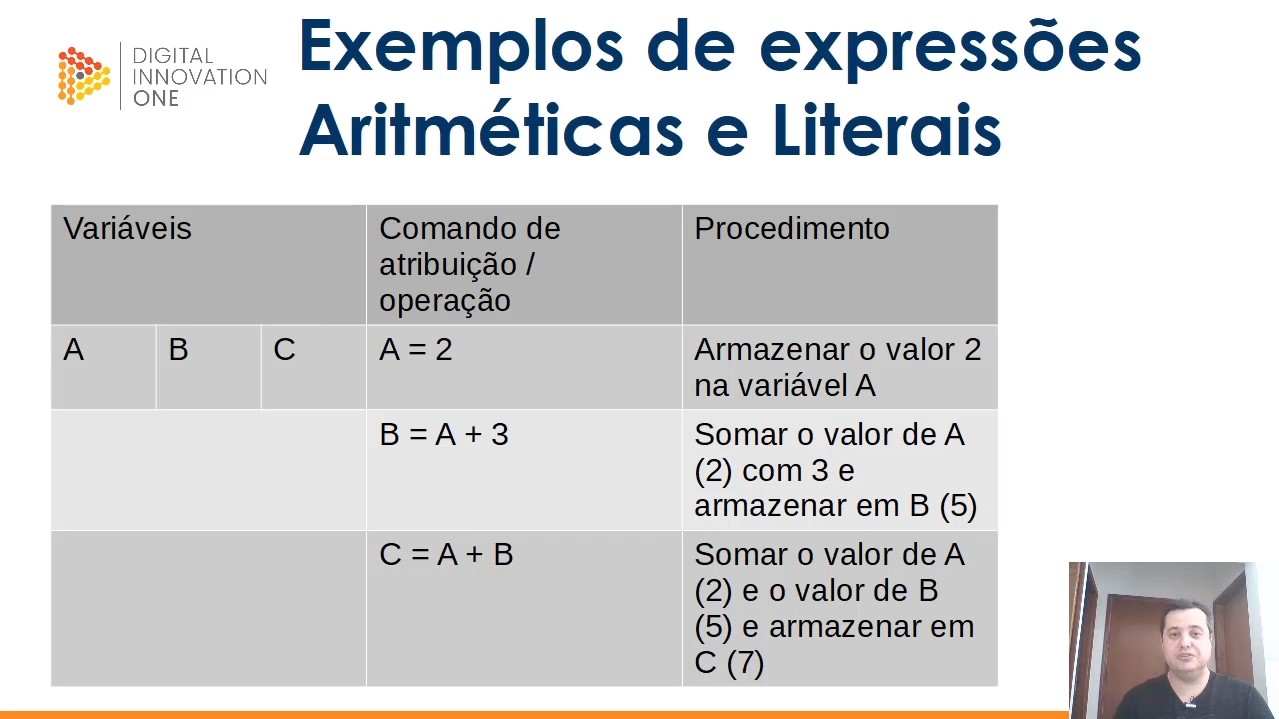 DIGITAL
INNOVATION
ONE
Exemplos de expressões
Aritméticas e Literais
Variáveis
Comando de
atribuição /
operação
Procedimento
A
B
C
A = 2
Armazenar o valor 2
na variável A
B = A + 3
Somar o valor de A
(2) com 3 e
armazenar em B (5)
C = A + B
Somar o valor de A
(2) e o valor de B
(5) e armazenar em
C (7)